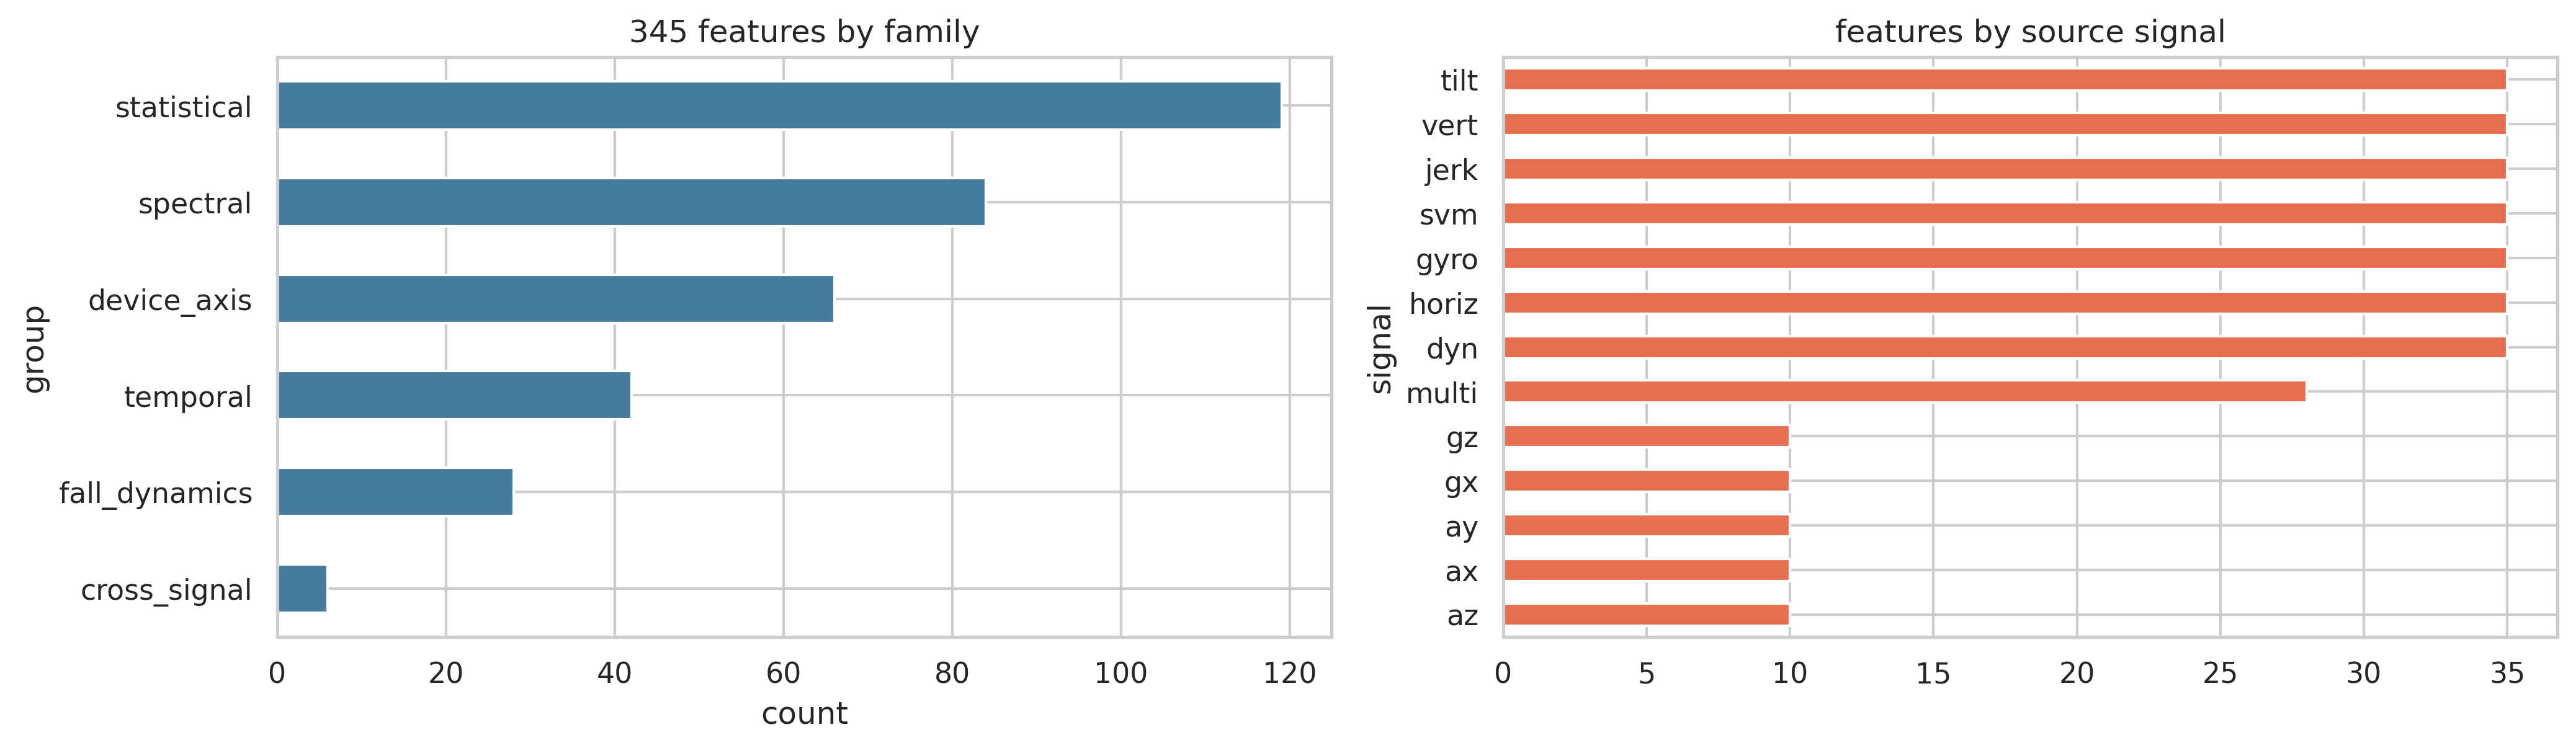 345 features by family
group
statistical
spectral
device_axis
temporal
fall_dynamics
cross_signal
0 20 40 60 80 100 120
count
features by source signal
signal
tilt
vert
jerk
svm
gyro
horiz
dyn
multi
gz
gx
ay
ax
az
0 5 10 15 20 25 30 35